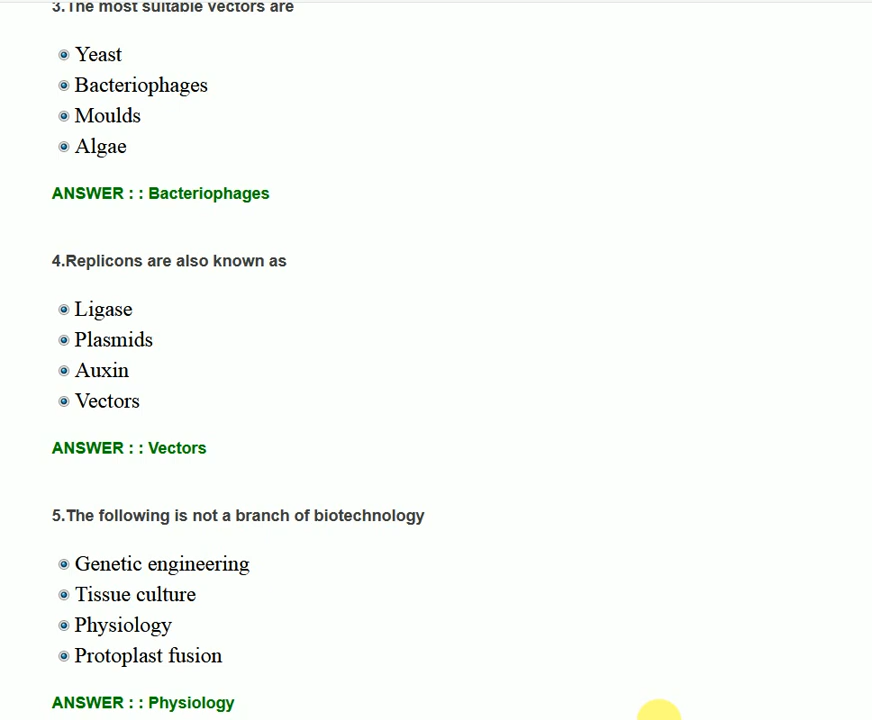 3.The most suitable vectors are
Yeast
Bacteriophages
Moulds
Algae
ANSWER : : Bacteriophages
4.Replicons are also known as
Ligase
Plasmids
Auxin
Vectors
ANSWER : : Vectors
5.The following is not a branch of biotechnology
Genetic engineering
Tissue culture
Physiology
Protoplast fusion
ANSWER : : Physiology